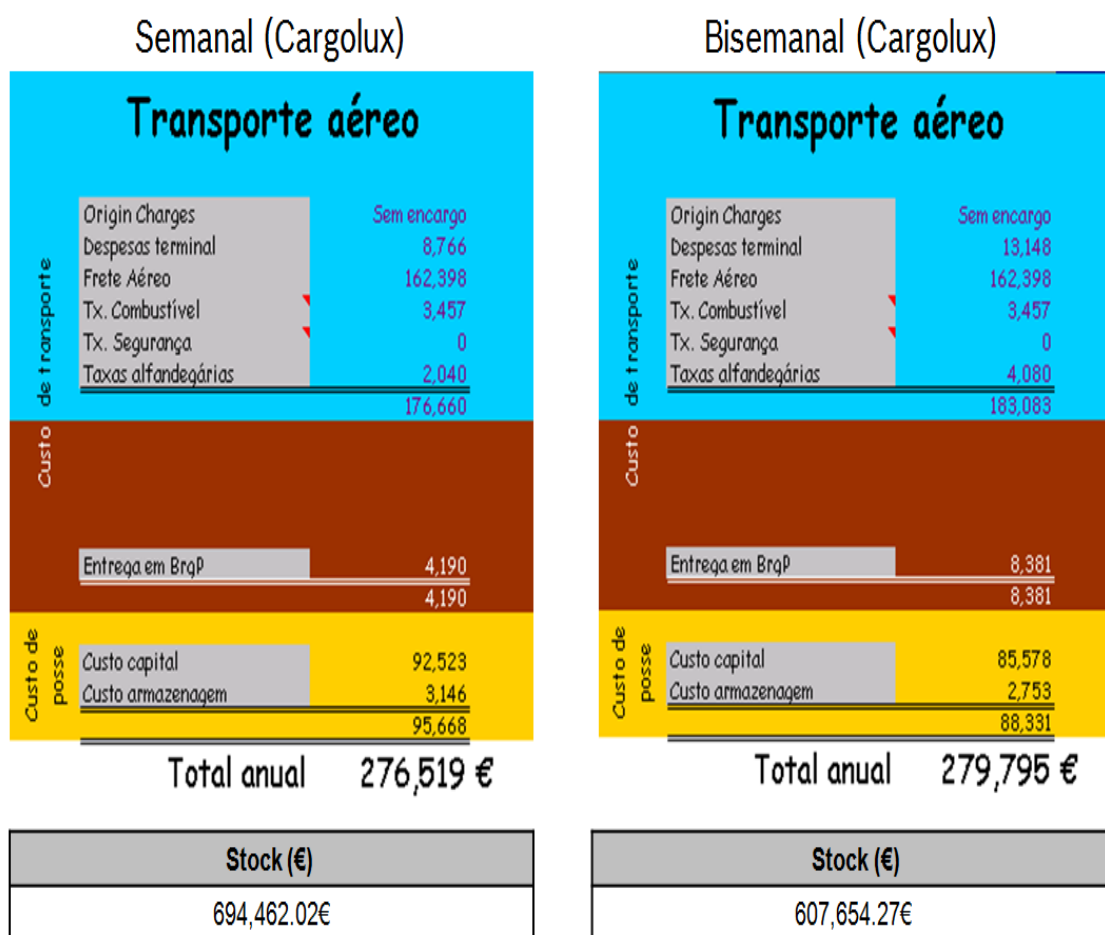 Semanal (Cargolux)
Transporte aéreo
Custo de transporte
Origin Charges Sem encargo
Despesas terminal 8,766
Frete Aéreo 162,398
Tx. Combustível 3,457
Tx. Segurança 0
Taxas alfandegárias 2,040
176,660
Entrega em BrgP 4,190
4,190
Custo de posse
Custo capital 92,523
Custo armazenagem 3,146
95,668
Total anual 276,519 €
Stock (€)
694,462.02€
Bisemanal (Cargolux)
Transporte aéreo
Custo de transporte
Origin Charges Sem encargo
Despesas terminal 13,148
Frete Aéreo 162,398
Tx. Combustível 3,457
Tx. Segurança 0
Taxas alfandegárias 4,080
183,083
Entrega em BrgP 8,381
8,381
Custo de posse
Custo capital 85,578
Custo armazenagem 2,753
88,331
Total anual 279,795 €
Stock (€)
607,654.27€